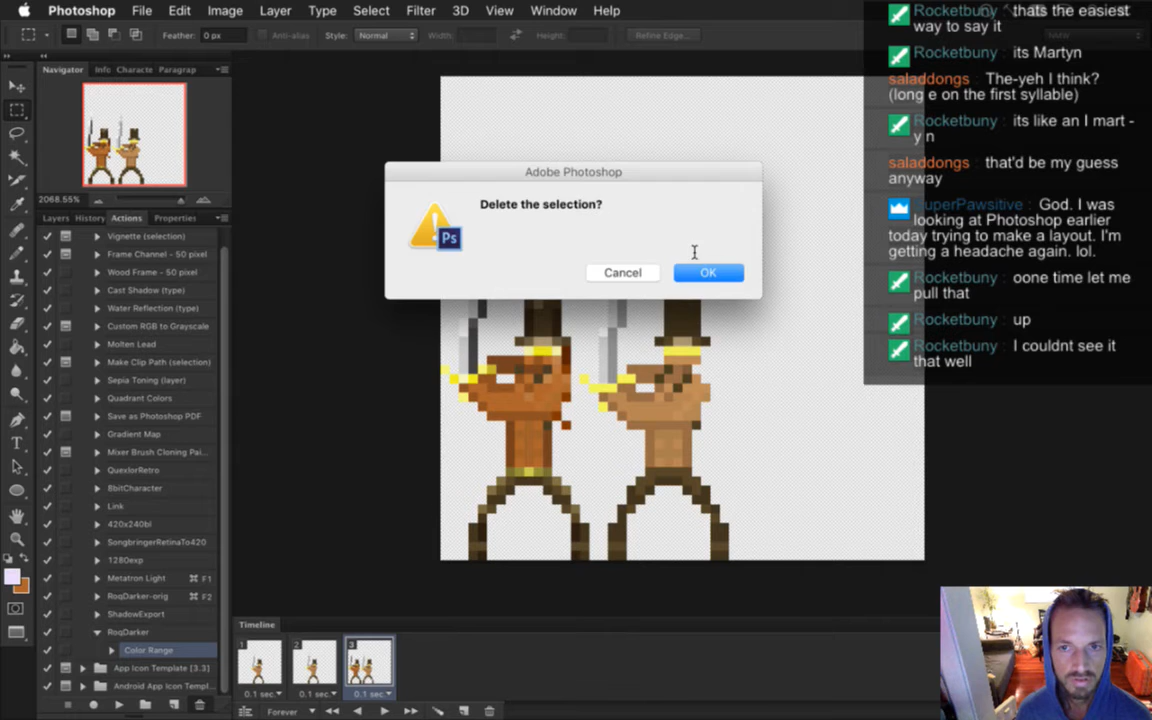 Photoshop File Edit Image Layer Type Select Filter 3D View Window Help
Feather: 0 px Anti-alias Style: Normal Width: Height: Refine Edge...
Navigator Info Characte Paragrap
2068.55%
Layers History Actions Properties
Vignette (selection)
Frame Channel - 50 pixel
Wood Frame - 50 pixel
Cast Shadow (type)
Water Reflection (type)
Custom RGB to Grayscale
Molten Lead
Make Clip Path (selection)
Sepia Toning (layer)
Quadrant Colors
Save as Photoshop PDF
Gradient Map
Mixer Brush Cloning Pai...
QuexlorRetro
8bitCharacter
Link
420x240bl
SongbringerRetinaTo420
1280exp
Metatron Light ⌘ F1
RoqDarker-orig ⌘ F2
ShadowExport
RoqDarker
Color Range
App Icon Template [3.3]
Android App Icon Templ...
Adobe Photoshop
Delete the selection?
Ps
Cancel OK
Rocketbuny : thats the easiest
way to say it
Rocketbuny : its Martyn
saladdongs : The-yeh I think?
(long e on the first syllable)
Rocketbuny : its like an I mart -
y n
saladdongs : that'd be my guess
anyway
SuperPawsitive : God. I was
looking at Photoshop earlier
today trying to make a layout. I'm
getting a headache again. lol.
Rocketbuny : oone time let me
pull that
Rocketbuny : up
Rocketbuny : I couldnt see it
that well
Timeline
1 2 3
0.1 sec. 0.1 sec. 0.1 sec.
Forever